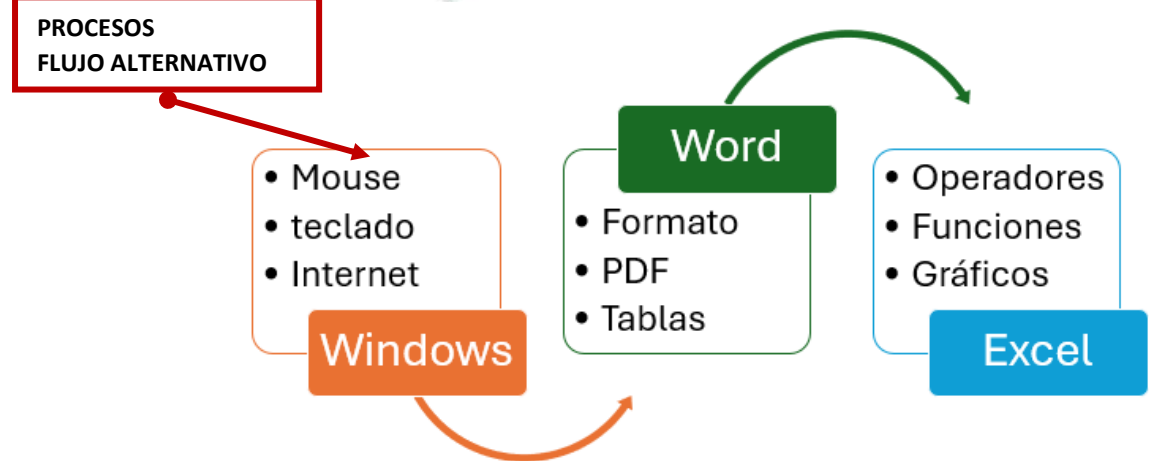 PROCESOS
FLUJO ALTERNATIVO
• Mouse
• teclado
• Internet
Windows
Word
• Formato
• PDF
• Tablas
• Operadores
• Funciones
• Gráficos
Excel